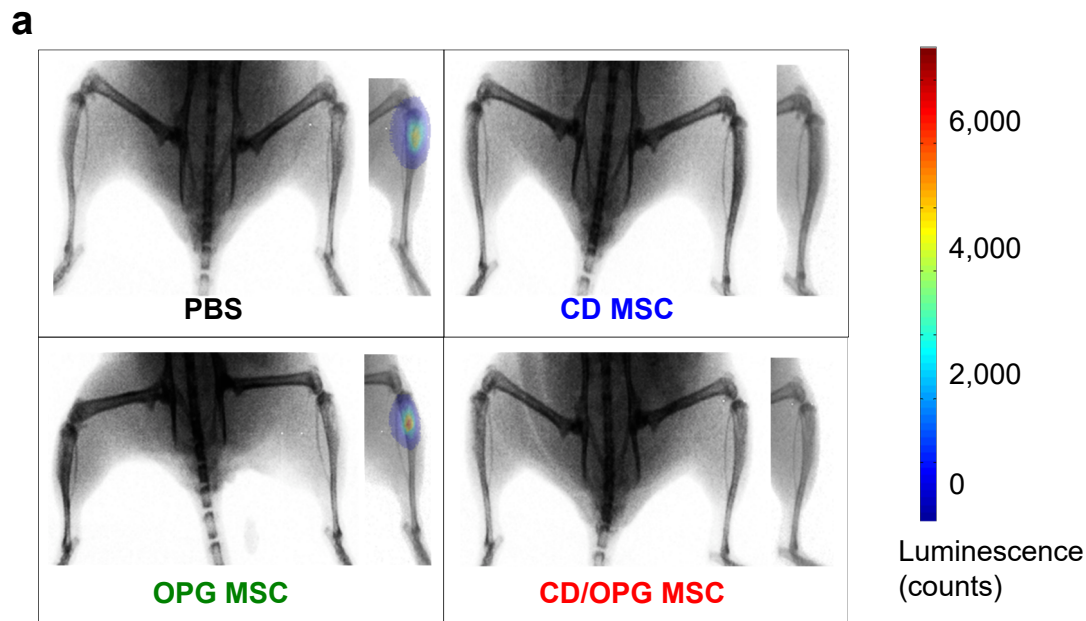 a
PBS
CD MSC
OPG MSC
CD/OPG MSC
6,000
4,000
2,000
0
Luminescence
(counts)